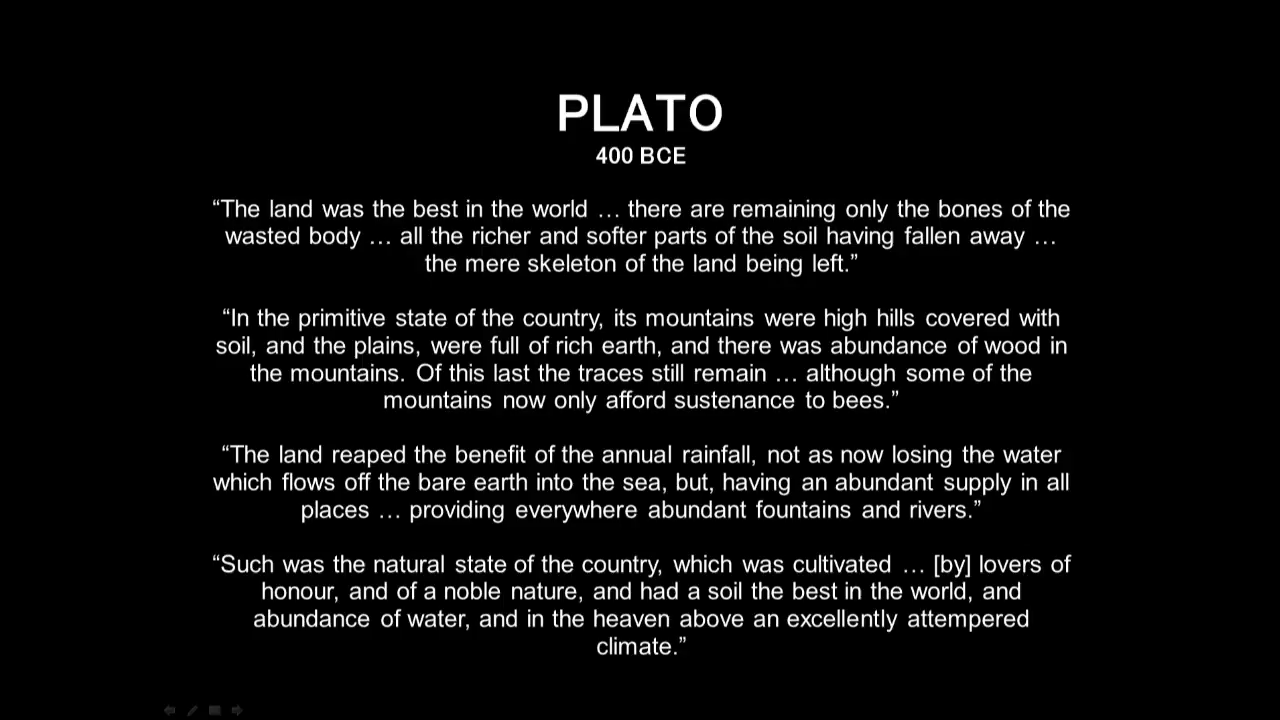 PLATO
400 BCE
“The land was the best in the world … there are remaining only the bones of the
wasted body … all the richer and softer parts of the soil having fallen away …
the mere skeleton of the land being left.”
“In the primitive state of the country, its mountains were high hills covered with
soil, and the plains, were full of rich earth, and there was abundance of wood in
the mountains. Of this last the traces still remain … although some of the
mountains now only afford sustenance to bees.”
“The land reaped the benefit of the annual rainfall, not as now losing the water
which flows off the bare earth into the sea, but, having an abundant supply in all
places … providing everywhere abundant fountains and rivers.”
“Such was the natural state of the country, which was cultivated … [by] lovers of
honour, and of a noble nature, and had a soil the best in the world, and
abundance of water, and in the heaven above an excellently attempered
climate.”